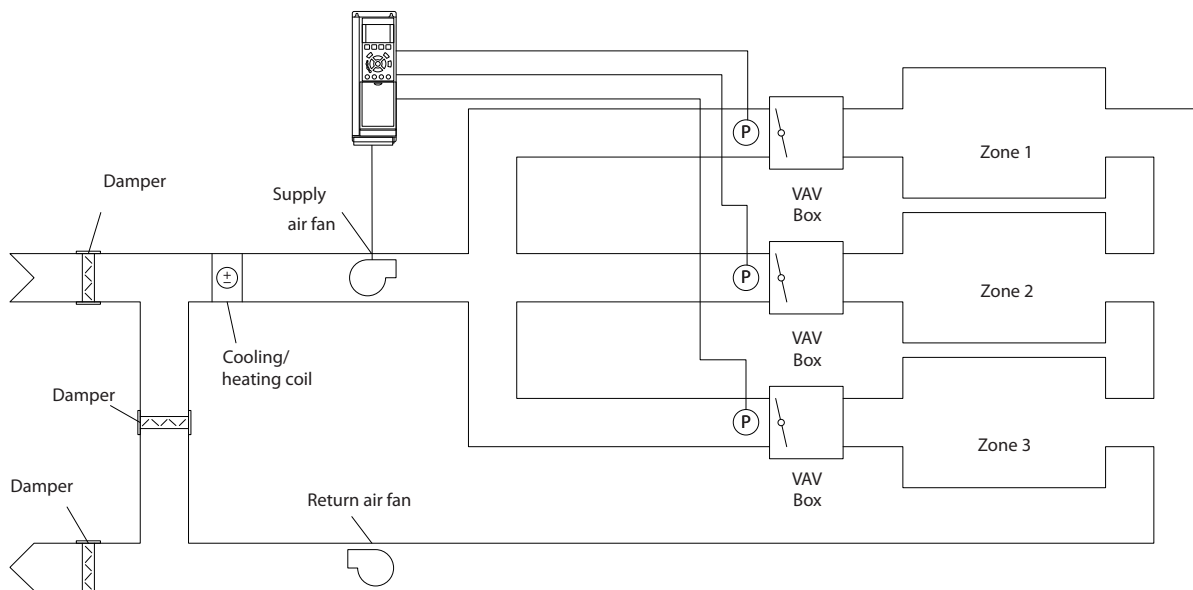 P
Zone 1
Damper
Supply
air fan
VAV
Box
P
Zone 2
±
Cooling/
heating coil
VAV
Box
Damper
P
Zone 3
Damper
Return air fan
VAV
Box